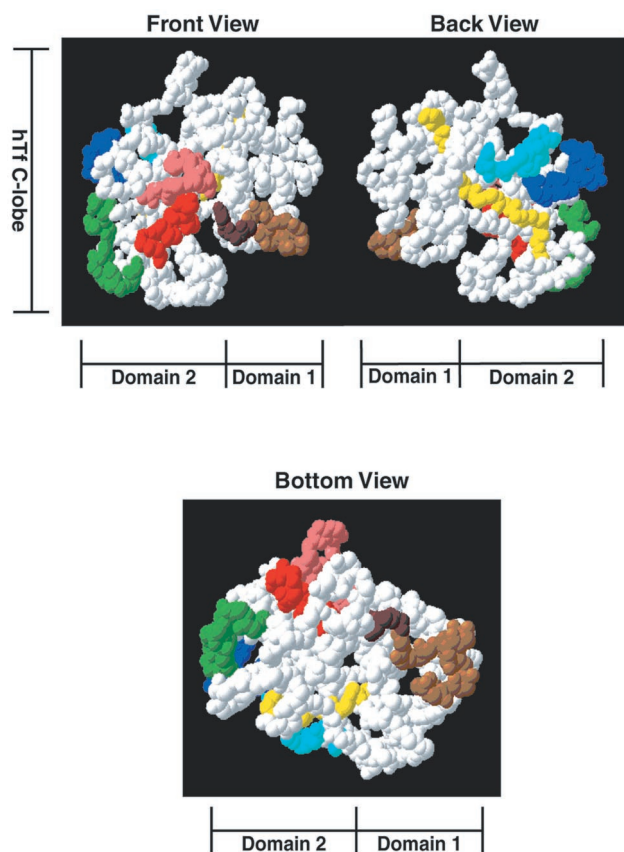 Front View
Back View
hTf C-lobe
Domain 2
Domain 1
Domain 1
Domain 2
Bottom View
Domain 2
Domain 1